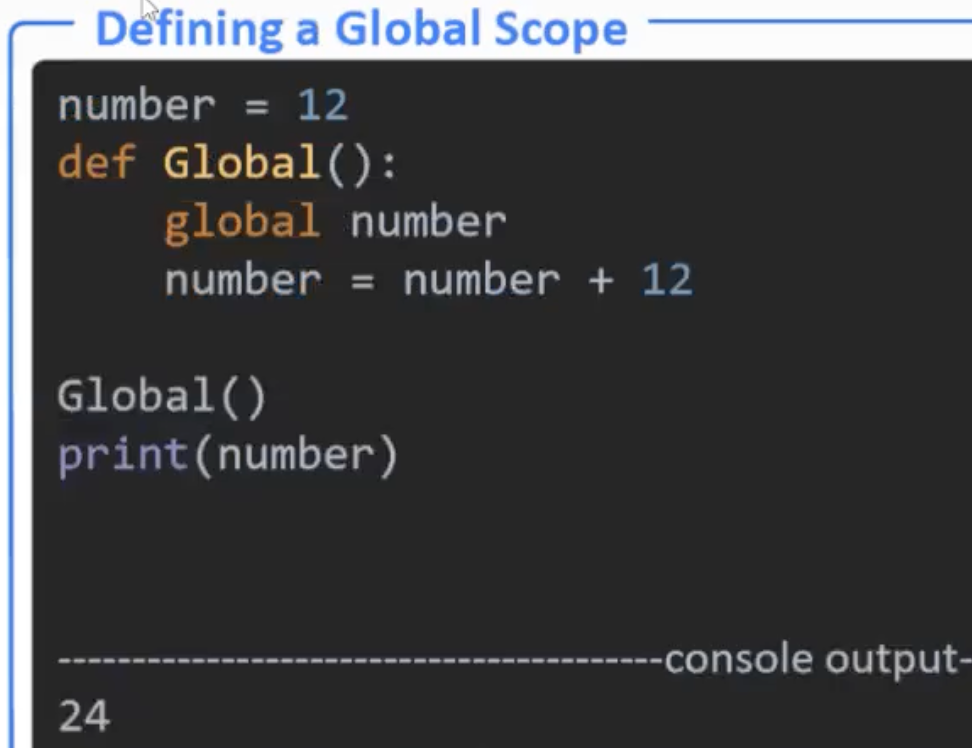 Defining a Global Scope
number = 12
def Global():
    global number
    number = number + 12
Global()
print(number)
-----------------------------------------console output-
24